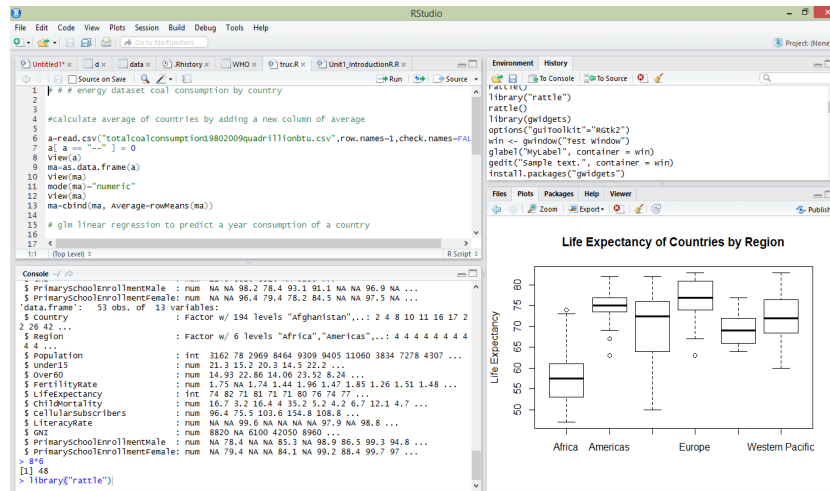 RStudio
File Edit Code View Plots Session Build Debug Tools Help
Go to file/function
Project: (None)
Untitled1* d data .Rhistory WHO truc.R Unit1_IntroductionR.R
Source on Save Run Source
1 # # # energy dataset coal consumption by country
2
3
4 #calculate average of countries by adding a new column of average
5
6 a=read.csv("totalcoalconsumption19802009quadrillionbtu.csv",row.names=1,check.names=FAL
7 a[ a == "--" ] = 0
8 View(a)
9 ma=as.data.frame(a)
10 View(ma)
11 mode(ma)="numeric"
12 View(ma)
13 ma=cbind(ma, Average=rowMeans(ma))
14
15 # glm linear regression to predict a year consumption of a country
16
17
1:1 (Top Level) R Script
Console ~/
$ PrimarySchoolEnrollmentMale : num NA NA 98.2 78.4 93.1 91.1 NA NA 96.9 NA ...
$ PrimarySchoolEnrollmentFemale: num NA NA 96.4 79.4 78.2 84.5 NA NA 97.5 NA ...
'data.frame': 53 obs. of 13 variables:
$ Country : Factor w/ 194 levels "Afghanistan",..: 2 4 8 10 11 16 17 2
2 26 42 ...
$ Region : Factor w/ 6 levels "Africa","Americas",..: 4 4 4 4 4 4 4 4
4 4 ...
$ Population : int 3162 78 2969 8464 9309 9405 11060 3834 7278 4307 ...
$ Under15 : num 21.3 15.2 20.3 14.5 22.2 ...
$ Over60 : num 14.93 22.86 14.06 23.52 8.24 ...
$ FertilityRate : num 1.75 NA 1.74 1.44 1.96 1.47 1.85 1.26 1.51 1.48 ...
$ LifeExpectancy : int 74 82 71 81 71 71 80 76 74 77 ...
$ ChildMortality : num 16.7 3.2 16.4 4 35.2 5.2 4.2 6.7 12.1 4.7 ...
$ CellularSubscribers : num 96.4 75.5 103.6 154.8 108.8 ...
$ LiteracyRate : num NA NA 99.6 NA NA NA NA 97.9 NA 98.8 ...
$ GNI : num 8820 NA 6100 42050 8960 ...
$ PrimarySchoolEnrollmentMale : num NA 78.4 NA NA 85.3 NA 98.9 86.5 99.3 94.8 ...
$ PrimarySchoolEnrollmentFemale: num NA 79.4 NA NA 84.1 NA 99.2 88.4 99.7 97 ...
> 8*6
[1] 48
> library("rattle")
Environment History
To Console To Source
rattle()
library("rattle")
rattle()
library(gwidgets)
options("guiToolkit"="RGtk2")
win <- gwindow("Test Window")
glabel("MyLabel", container = win)
gedit("Sample text.", container = win)
install.packages("gWidgets")
Files Plots Packages Help Viewer
Zoom Export Publish
Life Expectancy of Countries by Region
Life Expectancy
80
75
70
65
60
55
50
Africa Americas Europe Western Pacific